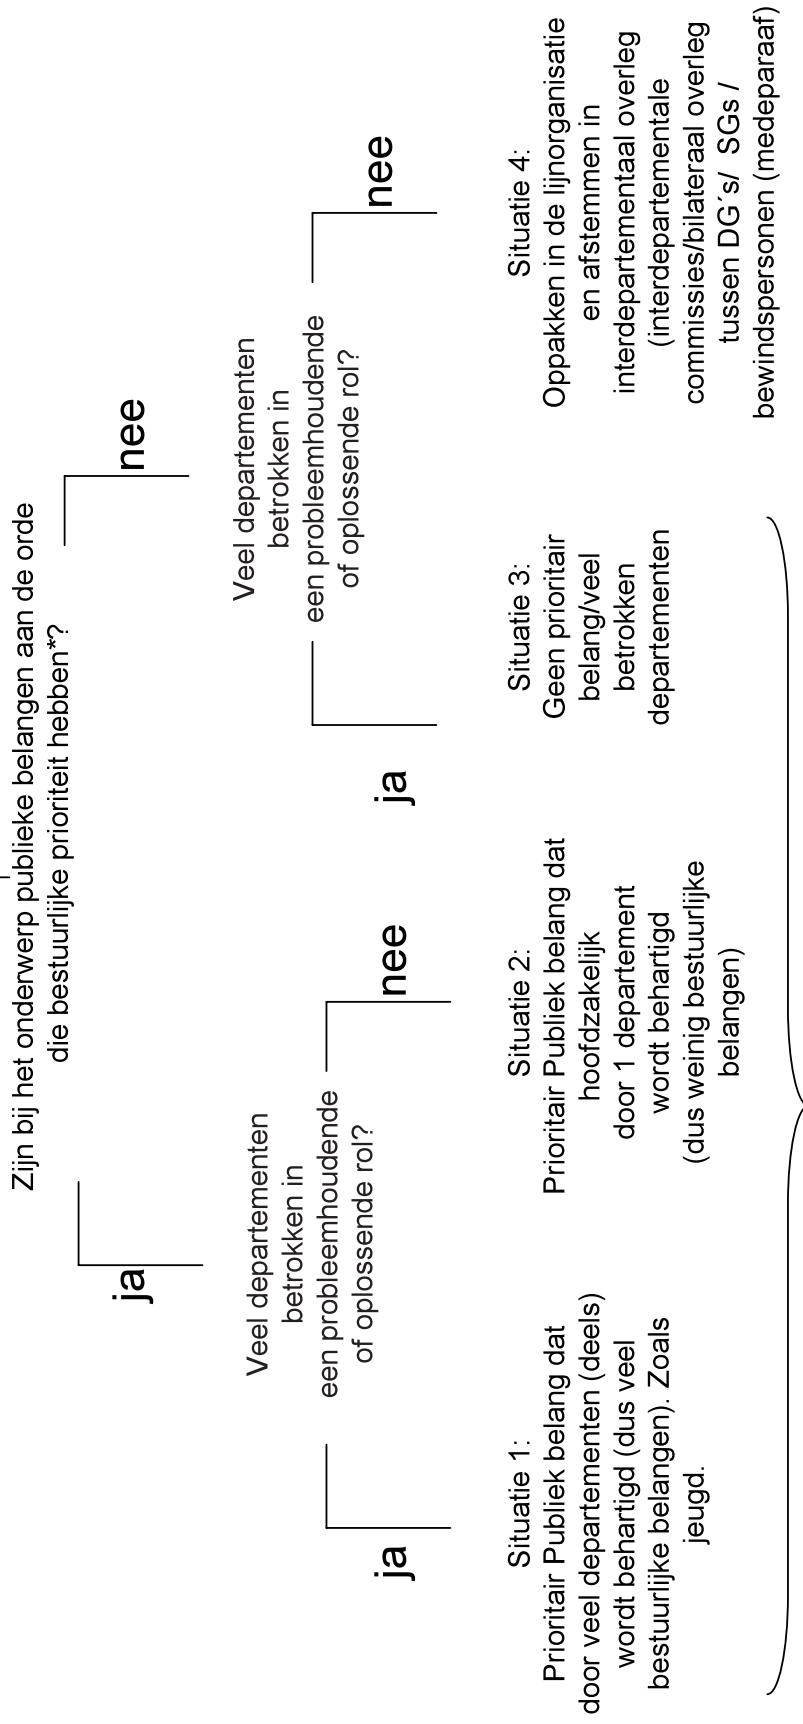 Zijn bij het onderwerp publieke belangen aan de orde
die bestuurlijke prioriteit hebben*?
ja
nee
Veel departementen
betrokken in
een probleemhoudende
of oplossende rol?
Veel departementen
betrokken in
een probleemhoudende
of oplossende rol?
ja
nee
ja
nee
Situatie 1:
Prioritair Publiek belang dat
door veel departementen (deels)
wordt behartigd (dus veel
bestuurlijke belangen). Zoals
jeugd.
Situatie 2:
Prioritair Publiek belang dat
hoofdzakelijk
door 1 departement
wordt behartigd
(dus weinig bestuurlijke
belangen)
Situatie 3:
Geen prioritair
belang/veel
betrokken
departementen
Situatie 4:
Oppakken in de lijnorganisatie
en afstemmen in
interdepartementaal overleg
(interdepartementale
commissies/bilateraal overleg
tussen DG´s/ SGs /
bewindspersonen (medeparaaf)